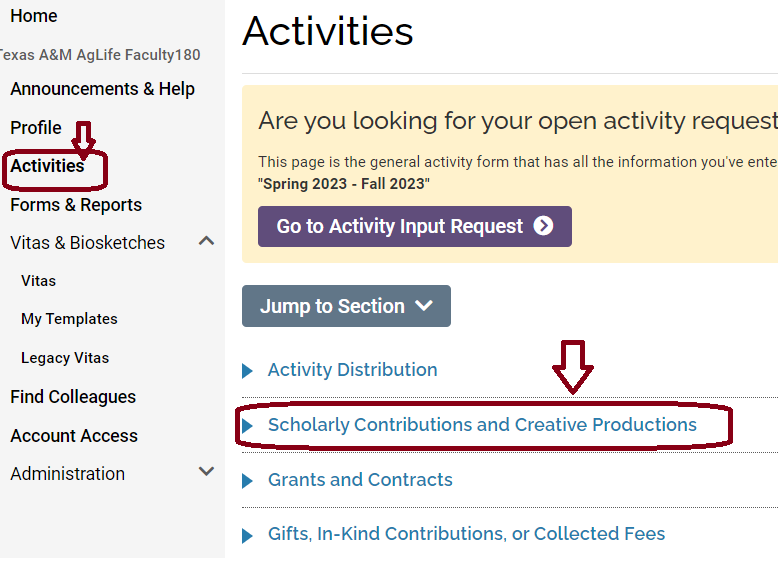 Home
Texas A&M AgLife Faculty180
Announcements & Help
Profile
Activities
Forms & Reports
Vitas & Biosketches
Vitas
My Templates
Legacy Vitas
Find Colleagues
Account Access
Administration
Activities
Are you looking for your open activity request
This page is the general activity form that has all the information you've ente
"Spring 2023 - Fall 2023"
Go to Activity Input Request
Jump to Section
Activity Distribution
Scholarly Contributions and Creative Productions
Grants and Contracts
Gifts, In-Kind Contributions, or Collected Fees